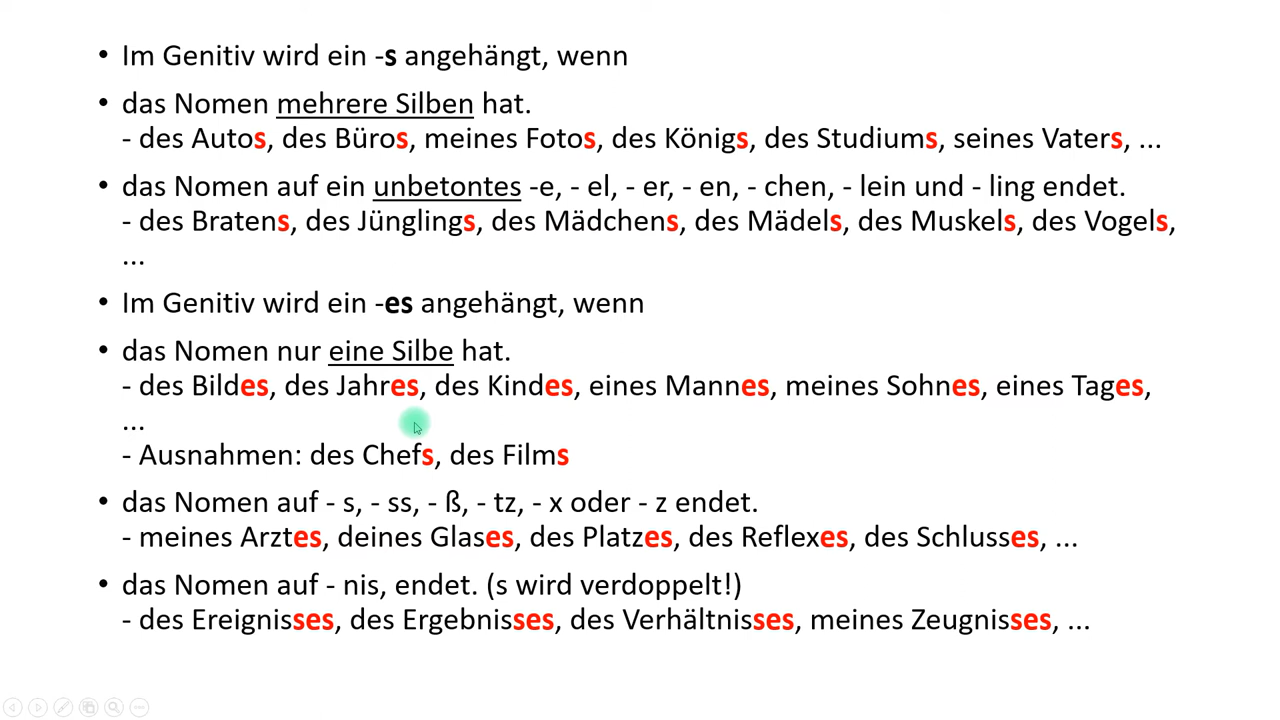 • Im Genitiv wird ein -s angehängt, wenn
• das Nomen mehrere Silben hat.
- des Autos, des Büros, meines Fotos, des Königs, des Studiums, seines Vaters, ...
• das Nomen auf ein unbetontes -e, - el, - er, - en, - chen, - lein und - ling endet.
- des Bratens, des Jünglings, des Mädchens, des Mädels, des Muskels, des Vogels,
...
• Im Genitiv wird ein -es angehängt, wenn
• das Nomen nur eine Silbe hat.
- des Bildes, des Jahres, des Kindes, eines Mannes, meines Sohnes, eines Tages,
...
- Ausnahmen: des Chefs, des Films
• das Nomen auf - s, - ss, - ß, - tz, - x oder - z endet.
- meines Arztes, deines Glases, des Platzes, des Reflexes, des Schlusses, ...
• das Nomen auf - nis, endet. (s wird verdoppelt!)
- des Ereignisses, des Ergebnisses, des Verhältnisses, meines Zeugnisses, ...